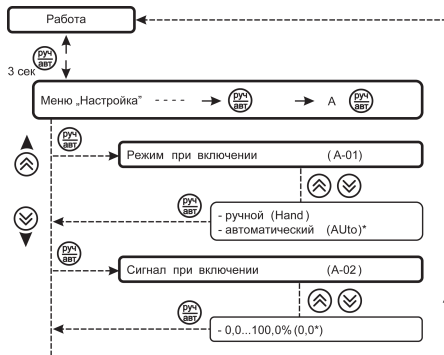 Работа
руч
авт
3 сек
Меню „Настройка” - - - - руч авт А руч авт
руч
авт
Режим при включении (А-01)
руч
авт
- ручной (Hand)
- автоматический (AUto)*
руч
авт
Сигнал при включении (А-02)
руч
авт
- 0,0...100,0% (0,0*)